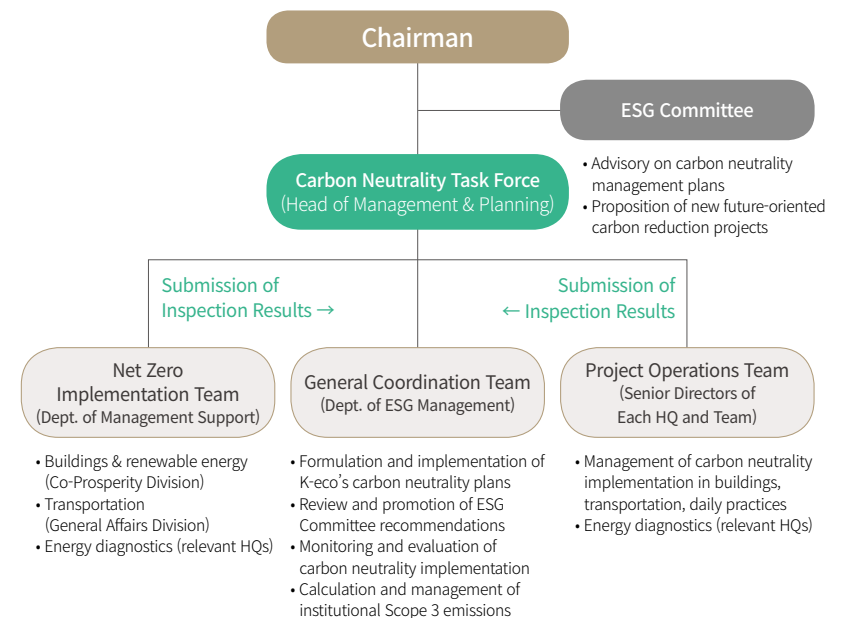 Chairman
ESG Committee
• Advisory on carbon neutrality
management plans
• Proposition of new future-oriented
carbon reduction projects
Carbon Neutrality Task Force
(Head of Management & Planning)
Submission of
Inspection Results →
Submission of
← Inspection Results
Net Zero
Implementation Team
(Dept. of Management Support)
• Buildings & renewable energy
(Co-Prosperity Division)
• Transportation
(General Affairs Division)
• Energy diagnostics (relevant HQs)
General Coordination Team
(Dept. of ESG Management)
• Formulation and implementation of
K-eco's carbon neutrality plans
• Review and promotion of ESG
Committee recommendations
• Monitoring and evaluation of
carbon neutrality implementation
• Calculation and management of
institutional Scope 3 emissions
Project Operations Team
(Senior Directors of
Each HQ and Team)
• Management of carbon neutrality
implementation in buildings,
transportation, daily practices
• Energy diagnostics (relevant HQs)